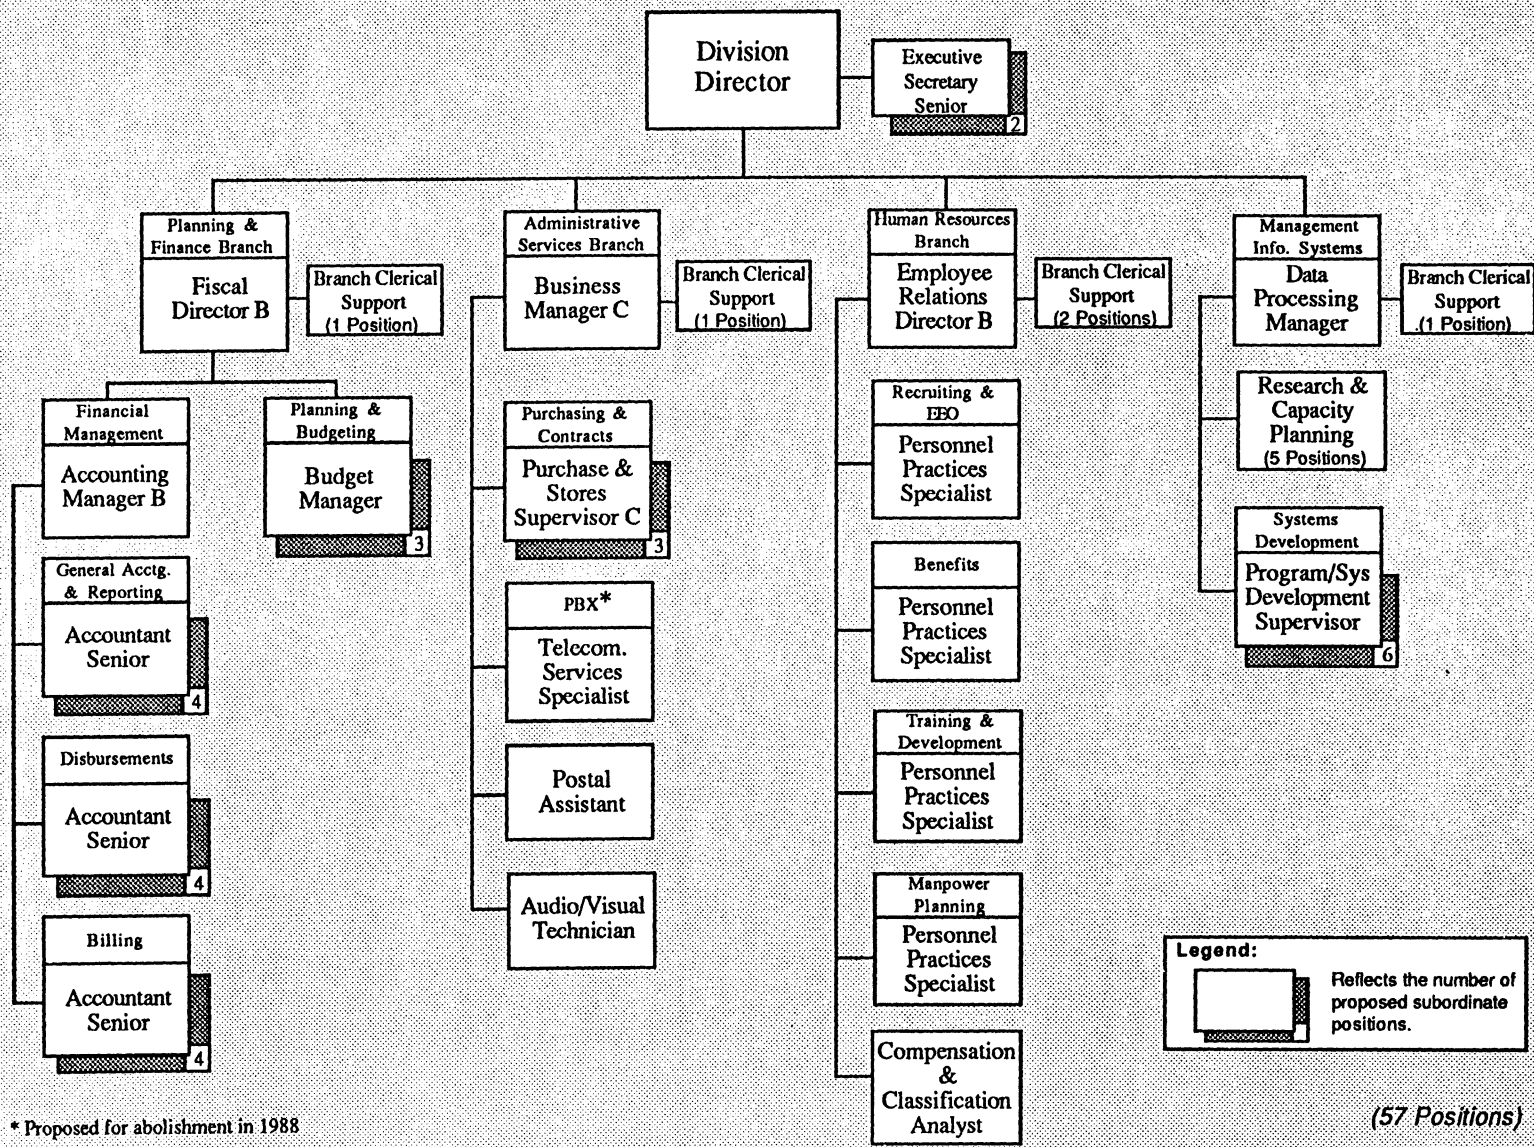 Division
Director
Executive
Secretary
Senior
2
Planning &
Finance Branch
Fiscal
Director B
Branch Clerical
Support
(1 Position)
Financial
Management
Accounting
Manager B
Planning &
Budgeting
Budget
Manager
3
General Acctg.
& Reporting
Accountant
Senior
4
Disbursements
Accountant
Senior
4
Billing
Accountant
Senior
4
Administrative
Services Branch
Business
Manager C
Branch Clerical
Support
(1 Position)
Purchasing &
Contracts
Purchase &
Stores
Supervisor C
3
PBX*
Telecom.
Services
Specialist
Postal
Assistant
Audio/Visual
Technician
Human Resources
Branch
Employee
Relations
Director B
Branch Clerical
Support
(2 Positions)
Recruiting &
EEO
Personnel
Practices
Specialist
Benefits
Personnel
Practices
Specialist
Training &
Development
Personnel
Practices
Specialist
Manpower
Planning
Personnel
Practices
Specialist
Compensation
&
Classification
Analyst
Management
Info. Systems
Data
Processing
Manager
Branch Clerical
Support
.(1 Position)
Research &
Capacity
Planning
(5 Positions)
Systems
Development
Program/Sys
Development
Supervisor
6
Legend:
Reflects the number of
proposed subordinate
positions.
* Proposed for abolishment in 1988
(57 Positions)